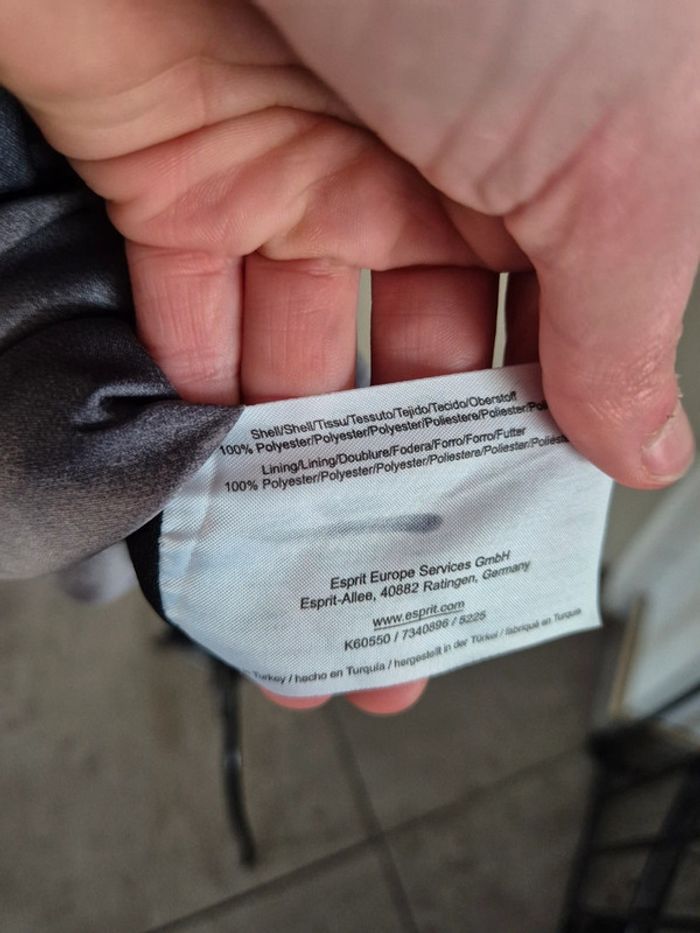 Shell/Shell/Tissu/Tessuto/Tejido/Tecido/Oberstoff
100% Polyester/Polyester/Polyester/Poliestere/Poliester/
Lining/Lining/Doublure/Fodera/Forro/Forro/Futter
100% Polyester/Polyester/Polyester/Poliestere/Poliester/
Esprit Europe Services GmbH
Esprit-Allee, 40882 Ratingen, Germany
www.esprit.com
K60550 / 7340896 / 5225
Turkey / hecho en Turquía / hergestellt in der Türkei / fabriqué en Turquie